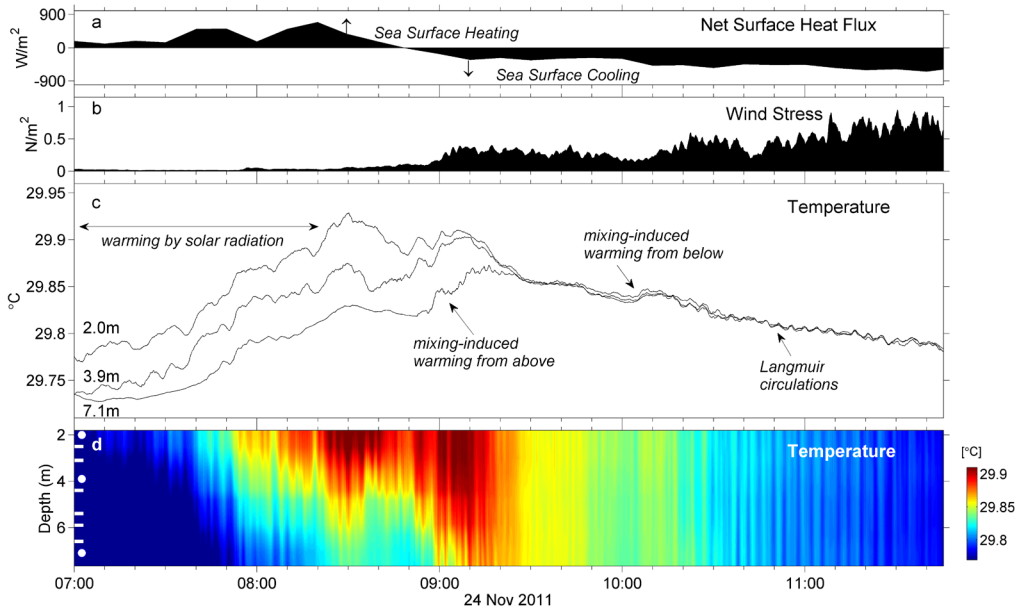 a
Net Surface Heat Flux
900
0
-900
W/m²
Sea Surface Heating
Sea Surface Cooling
b
Wind Stress
1
0.5
0
N/m²
c
Temperature
29.95
29.9
29.85
29.8
29.75
°C
warming by solar radiation
mixing-induced
warming from below
mixing-induced
warming from above
Langmuir
circulations
2.0m
3.9m
7.1m
d
Temperature
2
4
6
Depth (m)
[°C]
29.9
29.85
29.8
07:00 08:00 09:00 10:00 11:00
24 Nov 2011